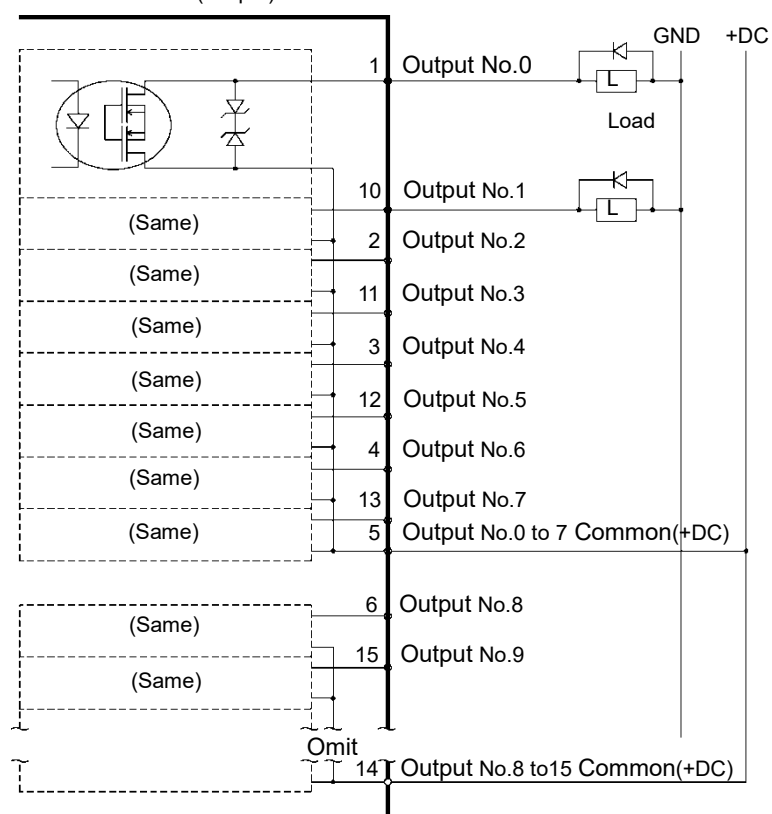 GND +DC
1 Output No.0
L
Load
10 Output No.1
L
(Same)
2 Output No.2
(Same)
11 Output No.3
(Same)
3 Output No.4
(Same)
12 Output No.5
(Same)
4 Output No.6
(Same)
13 Output No.7
(Same)
5 Output No.0 to 7 Common(+DC)
6 Output No.8
(Same)
15 Output No.9
(Same)
Omit
14 Output No.8 to15 Common(+DC)